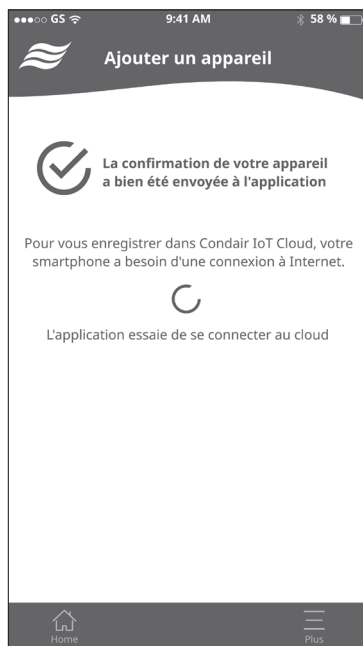 GS 9:41 AM 58 %
Ajouter un appareil
La confirmation de votre appareil
a bien été envoyée à l'application
Pour vous enregistrer dans Condair IoT Cloud, votre
smartphone a besoin d'une connexion à Internet.
L'application essaie de se connecter au cloud
Home Plus